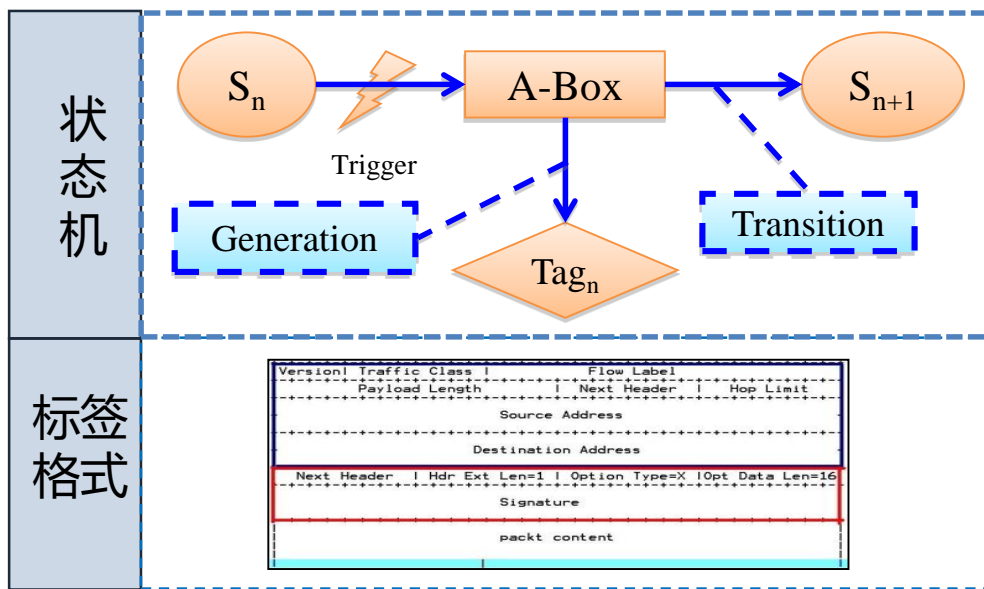 状态机
S_n
A-Box
S_{n+1}
Trigger
Generation
Transition
Tag_n
标签
格式
Version| Traffic Class | Flow Label
Payload Length | Next Header | Hop Limit
Source Address
Destination Address
Next Header | Hdr Ext Len=1 | Option Type=X |Opt Data Len=16
Signature
packt content